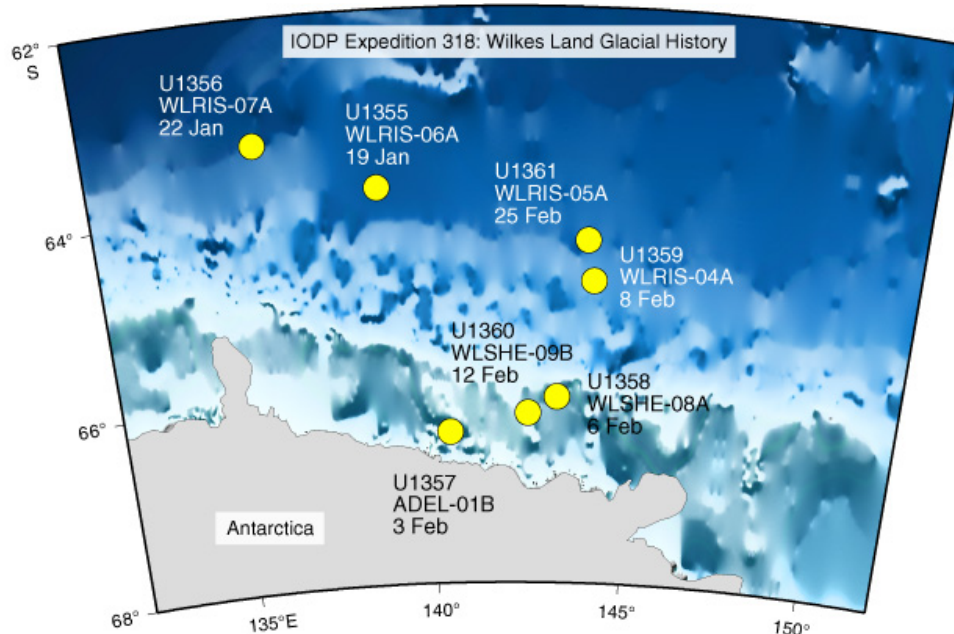 IODP Expedition 318: Wilkes Land Glacial History
62°
S
U1356
WLRIS-07A
22 Jan
U1355
WLRIS-06A
19 Jan
U1361
WLRIS-05A
25 Feb
64°
U1359
WLRIS-04A
8 Feb
U1360
WLSHE-09B
12 Feb
U1358
WLSHE-08A
6 Feb
66°
U1357
ADEL-01B
3 Feb
Antarctica
68°
135°E
140°
145°
150°